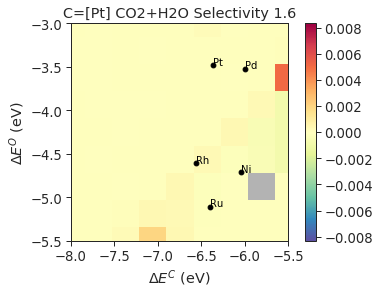 C=[Pt] CO2+H2O Selectivity 1.6
−3.0
−3.5
−4.0
−4.5
−5.0
−5.5
ΔE^O (eV)
Pt
Pd
Rh
Ni
Ru
−8.0 −7.5 −7.0 −6.5 −6.0 −5.5
ΔE^C (eV)
0.008
0.006
0.004
0.002
0.000
−0.002
−0.004
−0.006
−0.008